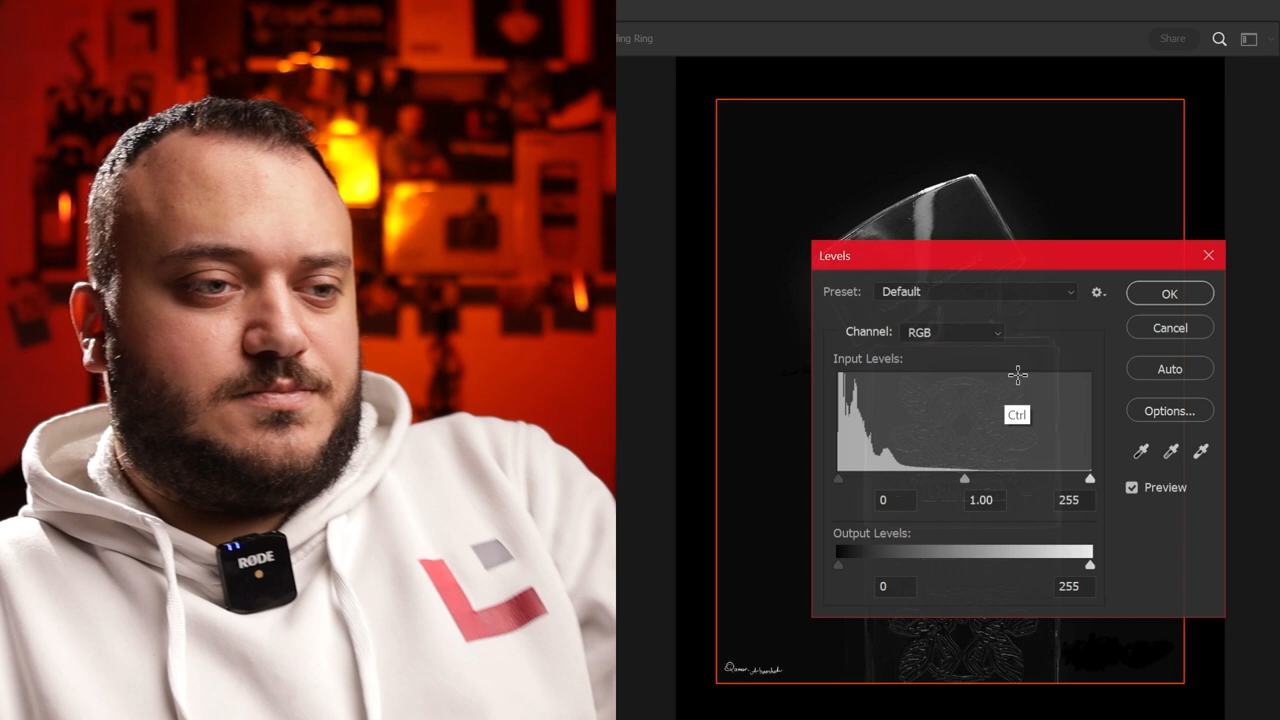 YouCam
RØDE
ling Ring
Share
Levels
Preset:
Default
OK
Channel:
RGB
Cancel
Input Levels:
Auto
Ctrl
Options...
0
1.00
255
Preview
Output Levels:
0
255